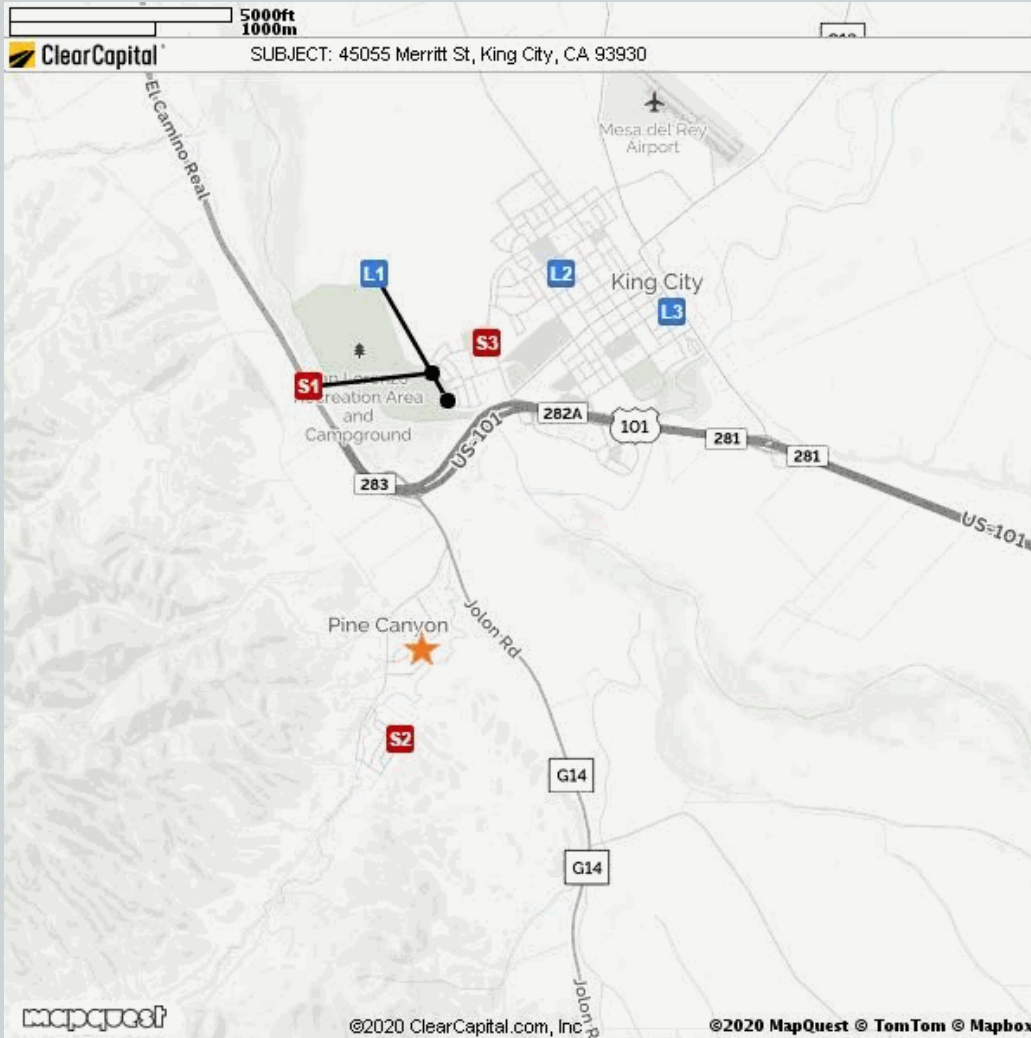 5000ft
1000m
ClearCapital
SUBJECT: 45055 Merritt St, King City, CA 93930
El Camino Real
Mesa del Rey
Airport
L1
L2
King City
L3
S3
S1
Recreation Area
and
Campground
US-101
282A
101
281
281
283
US-101
Jolon Rd
Pine Canyon
S2
G14
G14
Jolon R
mapquest
©2020 ClearCapital.com, Inc
©2020 MapQuest © TomTom © Mapbox